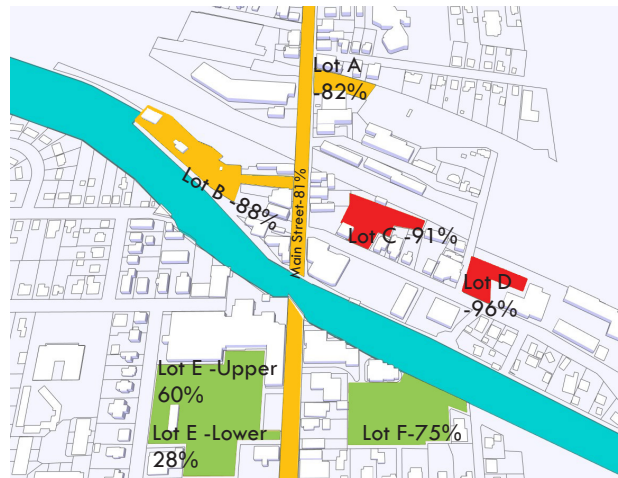 Lot A
-82%
Lot B -88%
Main Street-81%
Lot C -91%
Lot D
-96%
Lot E -Upper
60%
Lot E -Lower
28%
Lot F-75%